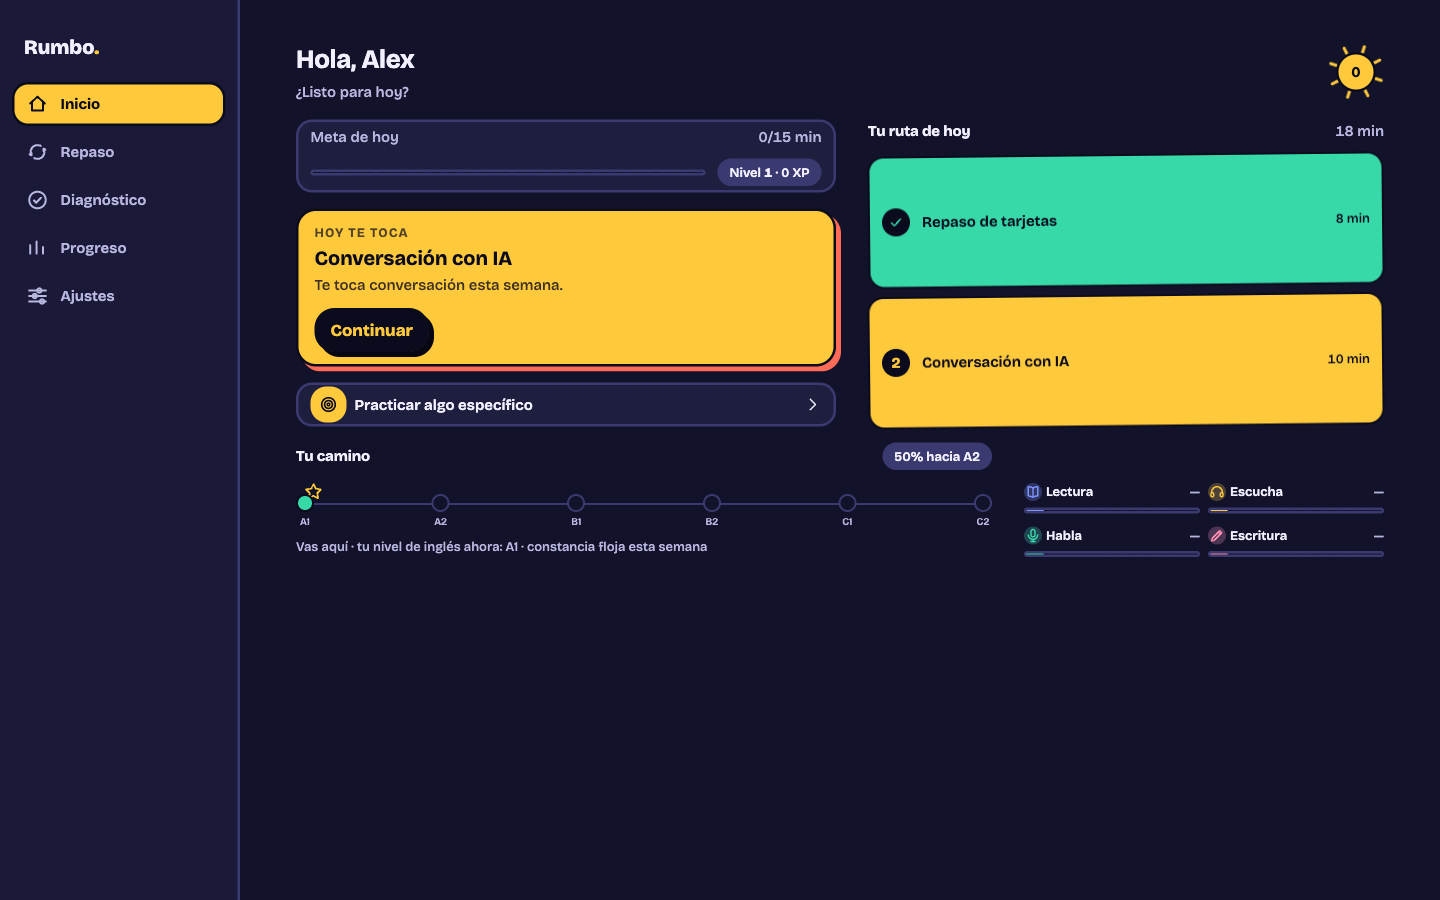 Rumbo.
Inicio
Repaso
Diagnóstico
Progreso
Ajustes
Hola, Alex
¿Listo para hoy?
0
Meta de hoy
0/15 min
Nivel 1 · 0 XP
HOY TE TOCA
Conversación con IA
Te toca conversación esta semana.
Continuar
Practicar algo específico
Tu ruta de hoy
18 min
Repaso de tarjetas
8 min
2
Conversación con IA
10 min
Tu camino
50% hacia A2
A1
A2
B1
B2
C1
C2
Vas aquí · tu nivel de inglés ahora: A1 · constancia floja esta semana
Lectura
–
Escucha
–
Habla
–
Escritura
–